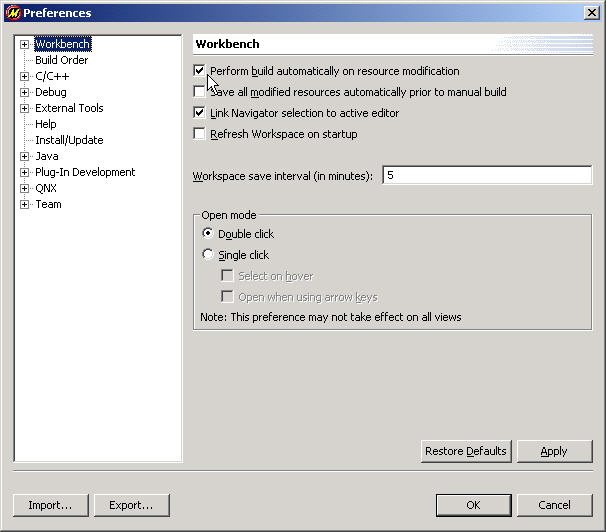 Preferences
Workbench
Build Order
C/C++
Debug
External Tools
Help
Install/Update
Java
Plug-In Development
QNX
Team
Workbench
Perform build automatically on resource modification
Save all modified resources automatically prior to manual build
Link Navigator selection to active editor
Refresh Workspace on startup
Workspace save interval (in minutes): 5
Open mode
Double click
Single click
Select on hover
Open when using arrow keys
Note: This preference may not take effect on all views
Restore Defaults Apply
Import... Export... OK Cancel